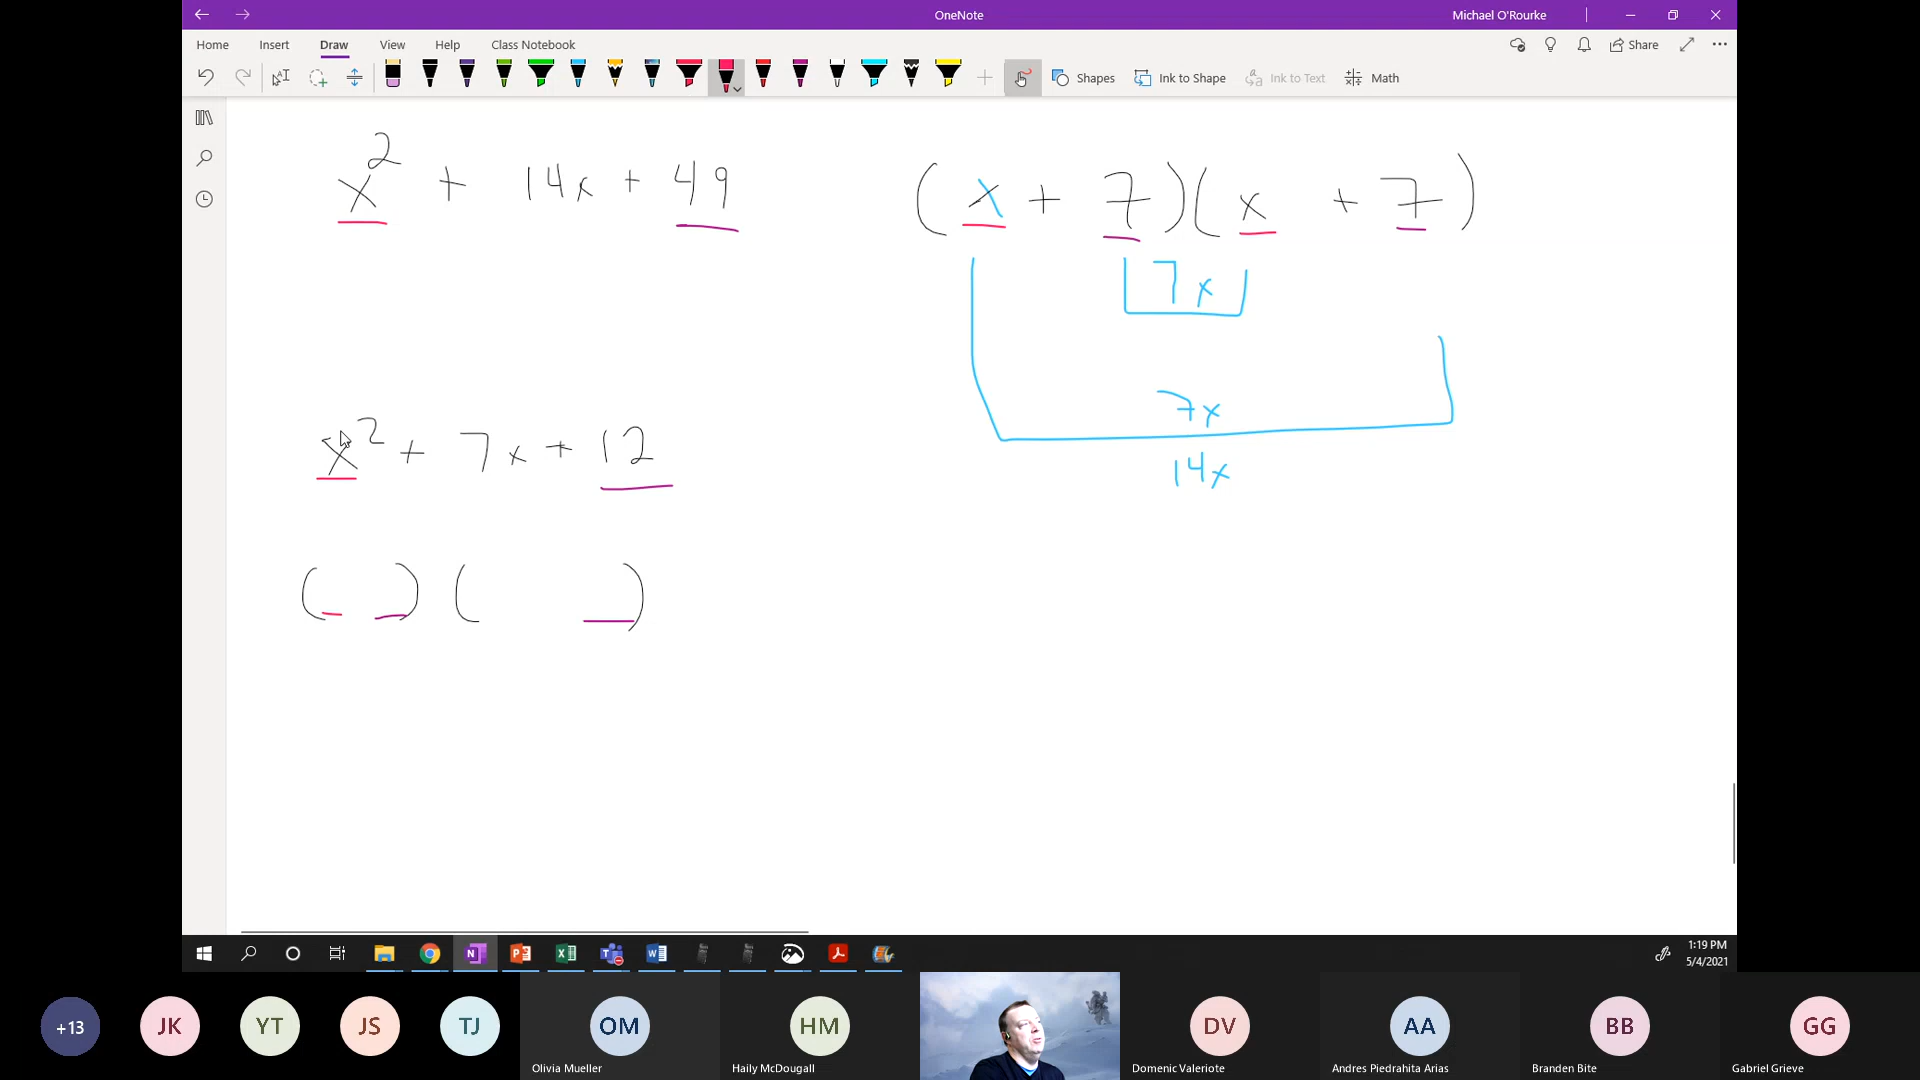 OneNote
Michael O'Rourke
Home Insert Draw View Help Class Notebook
Share
Shapes Ink to Shape Ink to Text Math
x² + 14x + 49
(x + 7)(x + 7)
7x
7x
14x
x² + 7x + 12
( _ _ ) ( _ )
1:19 PM
5/4/2021
+13 JK YT JS TJ OM HM DV AA BB GG
Olivia Mueller Haily McDougall Domenic Valeriote Andres Piedrahita Arias Branden Bite Gabriel Grieve